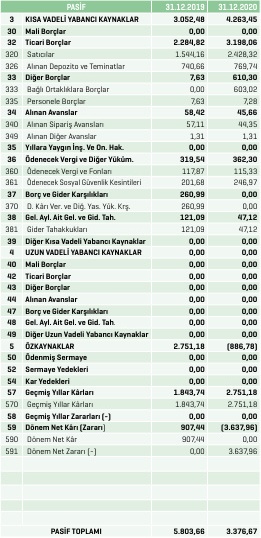 PASİF 31.12.2019 31.12.2020
3 KISA VADELİ YABANCI KAYNAKLAR 3.052,48 4.263,45
30 Mali Borçlar 0,00 0,00
32 Ticari Borçlar 2.284,82 3.198,06
320 Satıcılar 1.544,16 2.428,32
326 Alınan Depozito ve Teminatlar 740,66 769,74
33 Diğer Borçlar 7,63 610,30
333 Bağlı Ortaklıklara Borçlar 0,00 603,02
335 Personele Borçlar 7,63 7,28
34 Alınan Avanslar 58,42 45,66
340 Alınan Sipariş Avansları 57,11 44,35
349 Alınan Diğer Avanslar 1,31 1,31
35 Yıllara Yaygın İnş. Ve On. Hak. 0,00 0,00
36 Ödenecek Vergi ve Diğer Yüküm. 319,54 362,30
360 Ödenecek Vergi ve Fonları 117,87 115,33
361 Ödenecek Sosyal Güvenlik Kesintileri 201,68 246,97
37 Borç ve Gider Karşılıkları 260,99 0,00
370 D. Kârı Ver. ve Diğ. Yas. Yük. Krş. 260,99 0,00
38 Gel. Ayl. Ait Gel. ve Gid. Tah. 121,09 47,12
381 Gider Tahakkukları 121,09 47,12
39 Diğer Kısa Vadeli Yabancı Kaynaklar 0,00 0,00
4 UZUN VADELİ YABANCI KAYNAKLAR 0,00 0,00
40 Mali Borçlar 0,00 0,00
42 Ticari Borçlar 0,00 0,00
43 Diğer Borçlar 0,00 0,00
44 Alınan Avanslar 0,00 0,00
47 Borç ve Gider Karşılıkları 0,00 0,00
48 Gel. Ayl. Ait Gel. ve Gid. Tah. 0,00 0,00
49 Diğer Uzun Vadeli Yabancı Kaynaklar 0,00 0,00
5 ÖZKAYNAKLAR 2.751,18 (886,78)
50 Ödenmiş Sermaye 0,00 0,00
52 Sermaye Yedekleri 0,00 0,00
54 Kar Yedekleri 0,00 0,00
57 Geçmiş Yıllar Kârları 1.843,74 2.751,18
570 Geçmiş Yıllar Kârları 1.843,74 2.751,18
58 Geçmiş Yıllar Zararları (-) 0,00 0,00
59 Dönem Net Kârı (Zararı) 907,44 (3.637,96)
590 Dönem Net Kâr 907,44 0,00
591 Dönem Net Zararı (-) 0,00 3.637,96
PASİF TOPLAMI 5.803,66 3.376,67